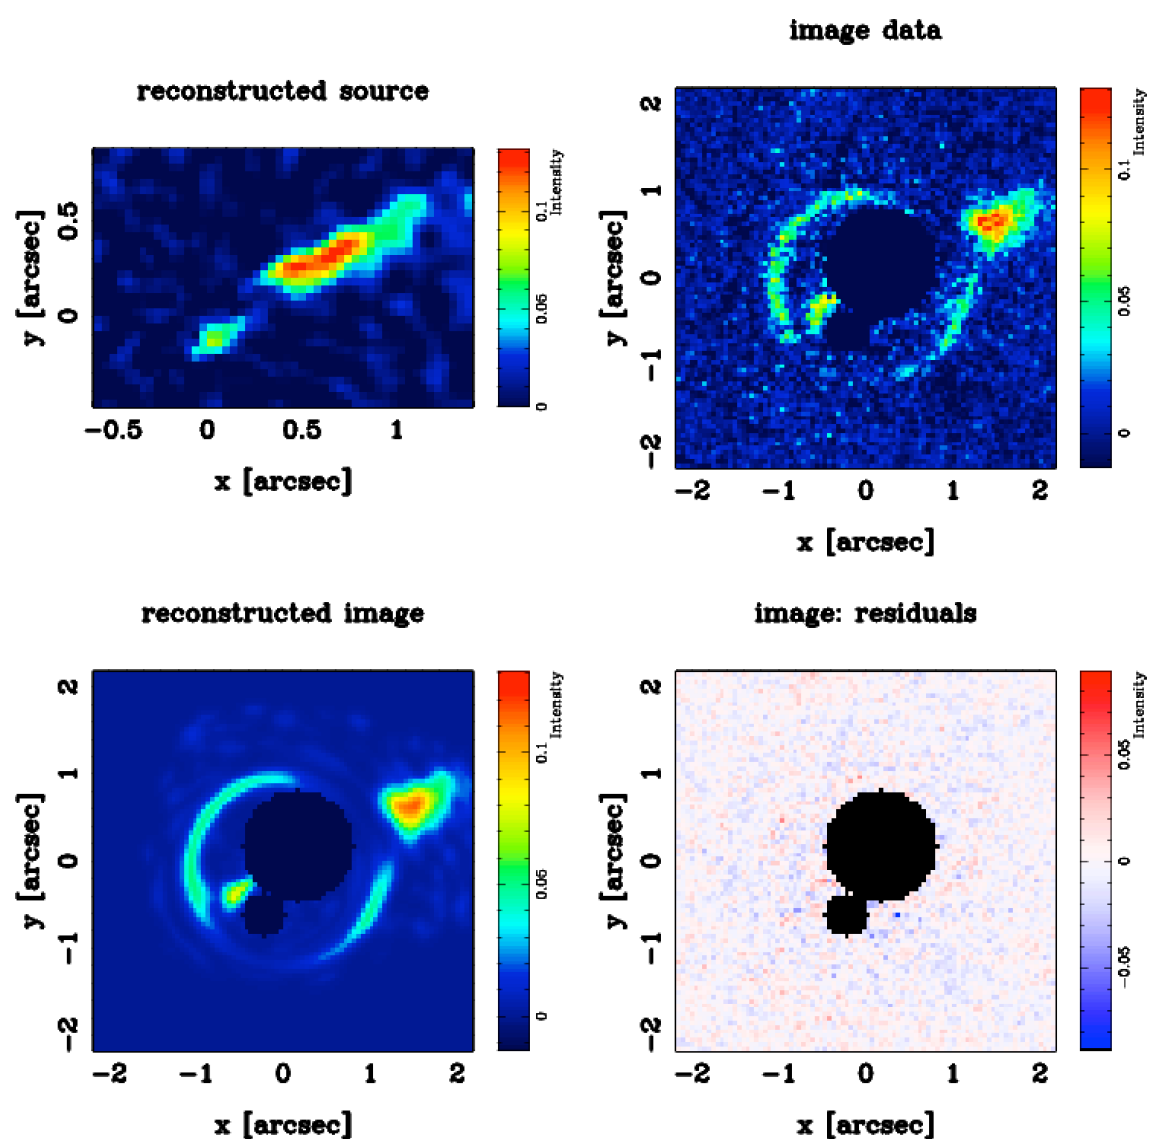 reconstructed source
y [arcsec]
0.5
0
-0.5 0 0.5 1
x [arcsec]
Intensity
0.1
0.05
0
image data
y [arcsec]
2
1
0
-1
-2
-2 -1 0 1 2
x [arcsec]
Intensity
0.1
0.05
0
reconstructed image
y [arcsec]
2
1
0
-1
-2
-2 -1 0 1 2
x [arcsec]
Intensity
0.1
0.05
0
image: residuals
y [arcsec]
2
1
0
-1
-2
-2 -1 0 1 2
x [arcsec]
Intensity
0.05
0
-0.05